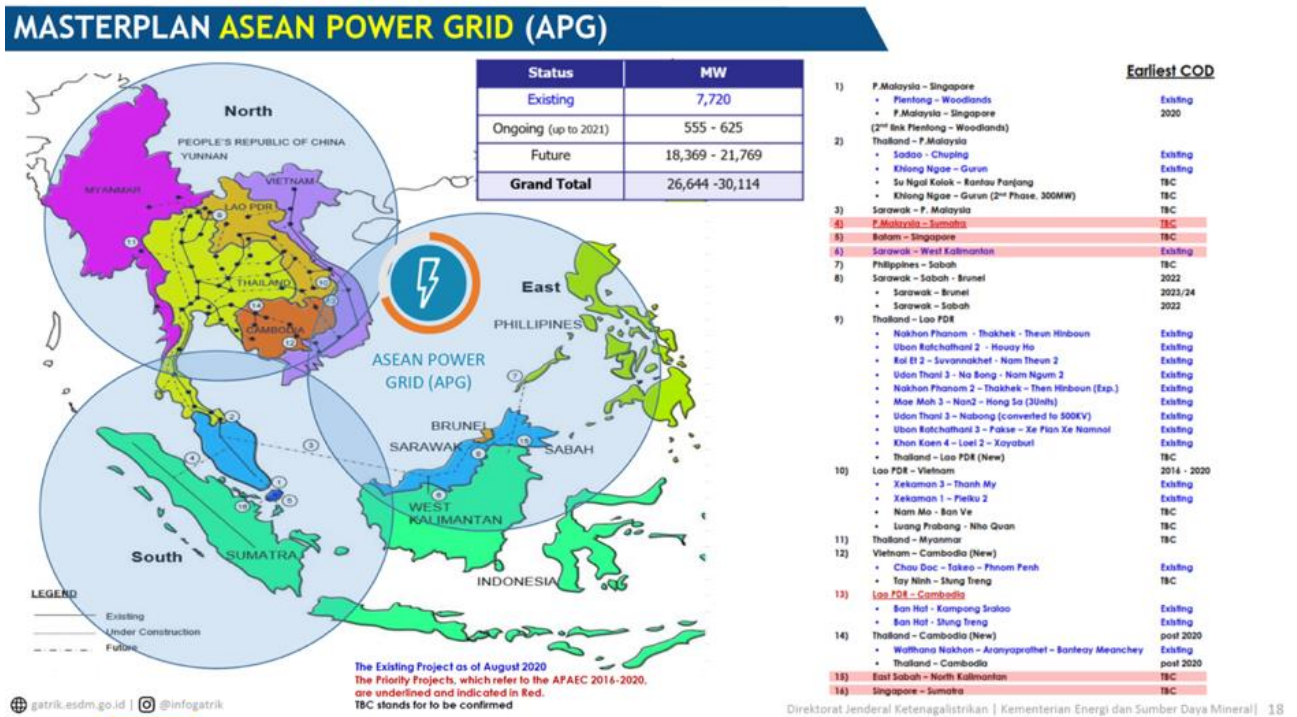 MASTERPLAN ASEAN POWER GRID (APG)
Status MW
Existing 7,720
Ongoing (up to 2021) 555 - 625
Future 18,369 - 21,769
Grand Total 26,644 -30,114
North
PEOPLE'S REPUBLIC OF CHINA
YUNNAN
MYANMAR
VIETNAM
LAO PDR
9
11
THAILAND
10
14
13
CAMBODIA
12
East
PHILLIPINES
ASEAN POWER
GRID (APG)
7
2
BRUNEI
SARAWAK
15
SABAH
3
8
4
1
5
16
6
WEST
KALIMANTAN
South
SUMATRA
INDONESIA
LEGEND
Existing
Under Construction
Future
The Existing Project as of August 2020
The Priority Projects, which refer to the APAEC 2016-2020,
are underlined and indicated in Red.
TBC stands for to be confirmed
Earliest COD
1) P.Malaysia – Singapore
• Plentong – Woodlands Existing
• P.Malaysia – Singapore 2020
(2nd link Plentong – Woodlands)
2) Thailand – P.Malaysia
• Sadao - Chuping Existing
• Khlong Ngae – Gurun Existing
• Su Ngai Kolok – Rantau Panjang TBC
• Khlong Ngae – Gurun (2nd Phase, 300MW) TBC
3) Sarawak – P. Malaysia TBC
4) P.Malaysia – Sumatra TBC
5) Batam – Singapore TBC
6) Sarawak – West Kalimantan Existing
7) Philippines – Sabah TBC
8) Sarawak – Sabah - Brunei 2022
• Sarawak – Brunei 2023/24
• Sarawak – Sabah 2022
9) Thailand – Lao PDR
• Nakhon Phanom - Thakhek - Theun Hinboun Existing
• Ubon Ratchathani 2 - Houay Ho Existing
• Roi Et 2 – Suvannakhet - Nam Theun 2 Existing
• Udon Thani 3 - Na Bong - Nam Ngum 2 Existing
• Nakhon Phanom 2 – Thakhek – Then Hinboun (Exp.) Existing
• Mae Moh 3 – Nan2 – Hong Sa (3Units) Existing
• Udon Thani 3 – Nabong (converted to 500KV) Existing
• Ubon Ratchathani 3 – Pakse – Xe Pian Xe Namnoi Existing
• Khon Kaen 4 – Loei 2 – Xayaburi Existing
• Thailand – Lao PDR (New) TBC
10) Lao PDR – Vietnam 2016 - 2020
• Xekaman 3 – Thanh My Existing
• Xekaman 1 – Pleiku 2 Existing
• Nam Mo - Ban Ve TBC
• Luang Prabang - Nho Quan TBC
11) Thailand – Myanmar TBC
12) Vietnam – Cambodia (New)
• Chau Doc – Takeo – Phnom Penh Existing
• Tay Ninh – Stung Treng TBC
13) Lao PDR – Cambodia
• Ban Hat - Kampong Sralao Existing
• Ban Hat - Stung Treng Existing
14) Thailand – Cambodia (New) post 2020
• Watthana Nakhon – Aranyaprathet – Banteay Meanchey Existing
• Thailand – Cambodia post 2020
15) East Sabah – North Kalimantan TBC
16) Singapore – Sumatra TBC
gatrik.esdm.go.id | @infogatrik
Direktorat Jenderal Ketenagalistrikan | Kementerian Energi dan Sumber Daya Mineral| 18